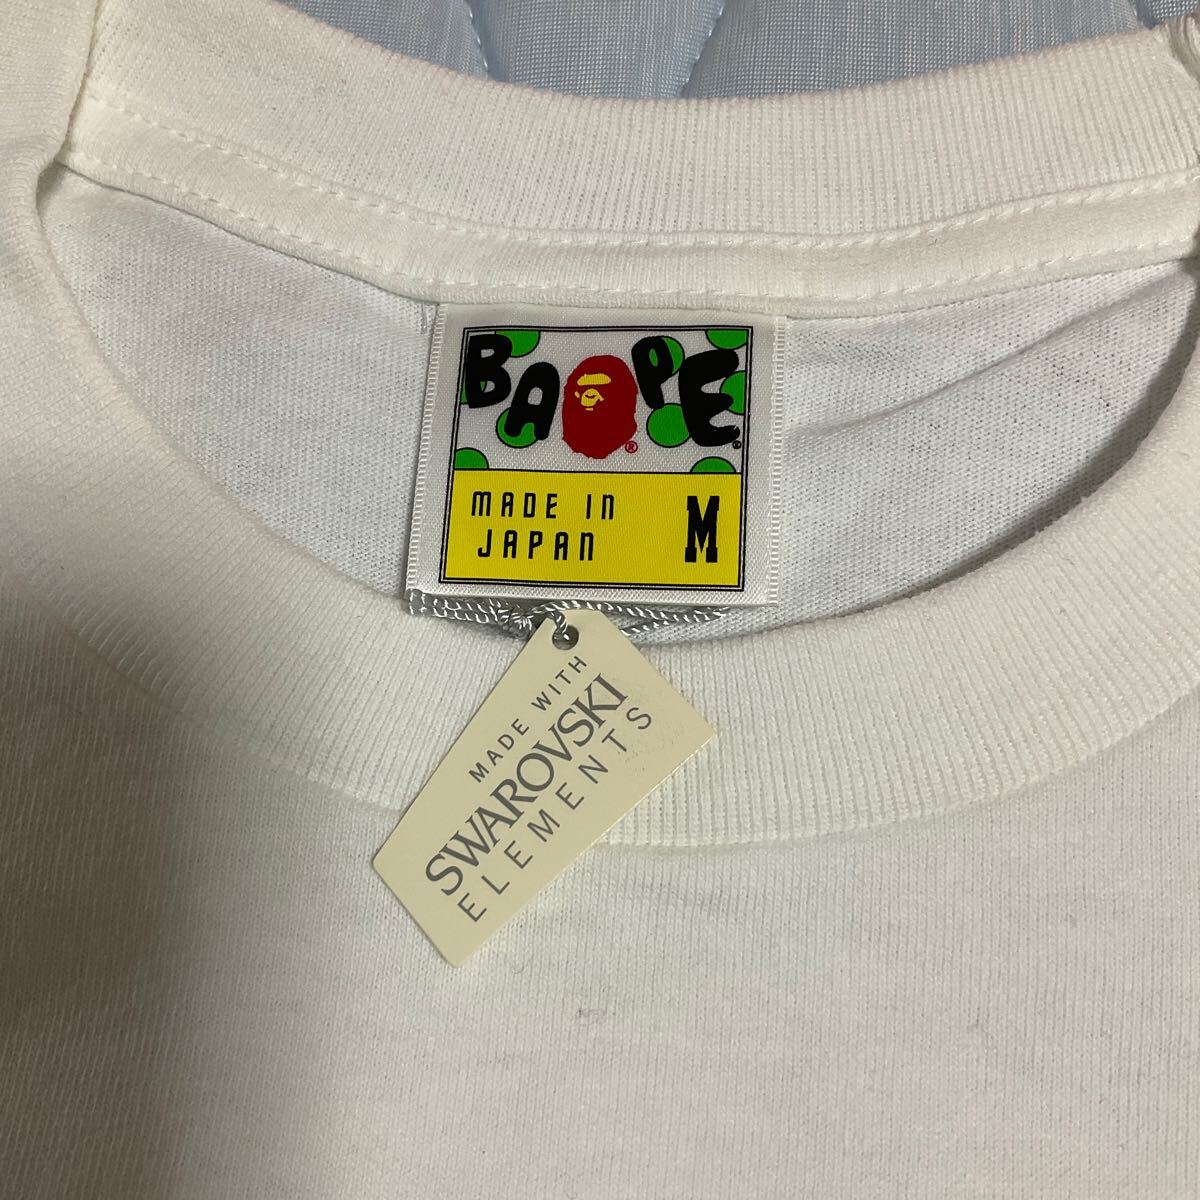 BAPE®
®
MADE IN
JAPAN
M
MADE WITH
SWAROVSKI
ELEMENTS